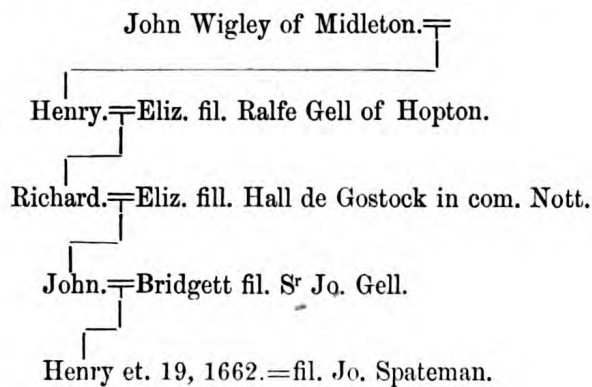 John Wigley of Midleton.=
Henry.=Eliz. fil. Ralfe Gell of Hopton.
Richard.=Eliz. fill. Hall de Gostock in com. Nott.
John.=Bridgett fil. Sʳ Jo. Gell.
Henry et. 19, 1662.=fil. Jo. Spateman.